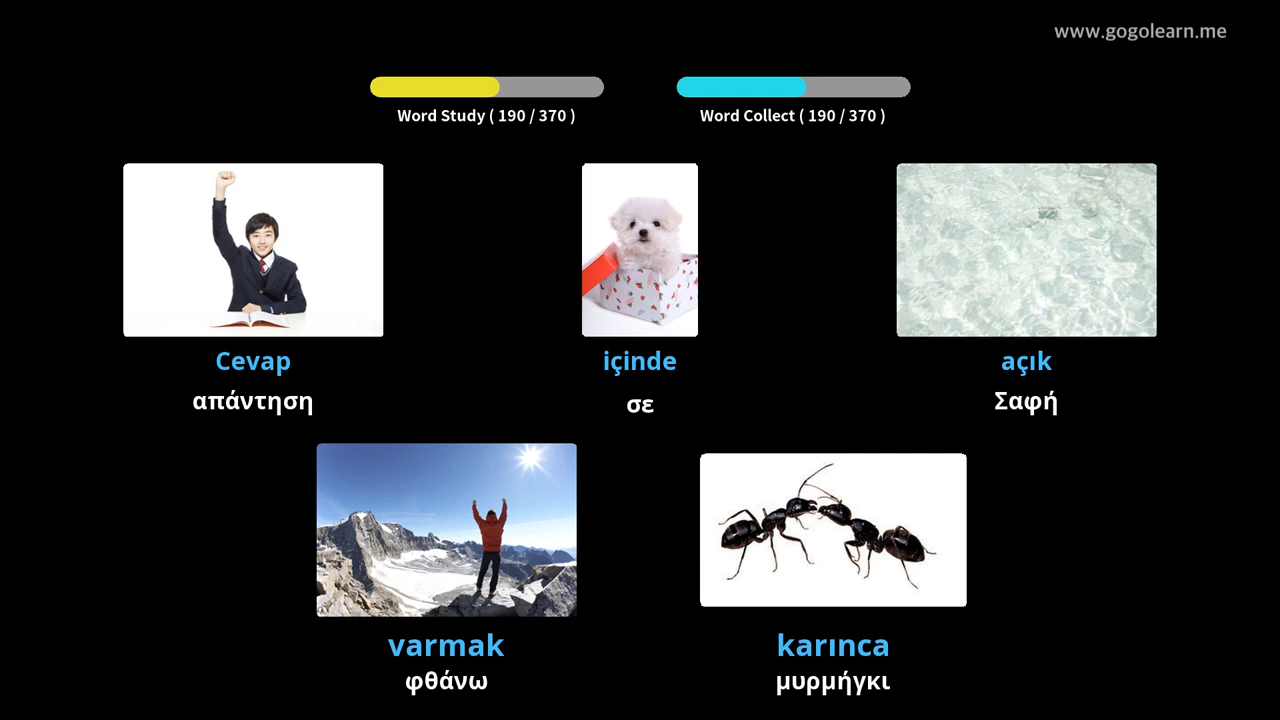 www.gogolearn.me
Word Study ( 190 / 370 )
Word Collect ( 190 / 370 )
Cevap
απάντηση
içinde
σε
açık
Σαφή
varmak
φθάνω
karınca
μυρμήγκι